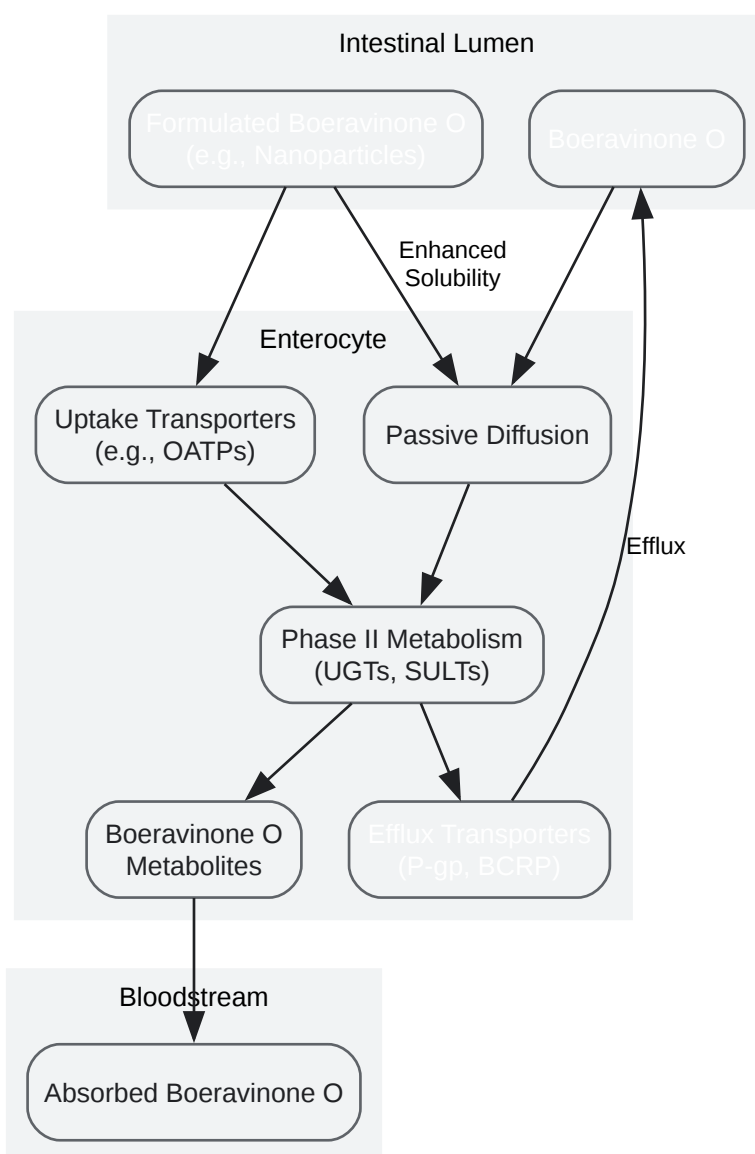 Intestinal Lumen
Formulated Boeravinone O
(e.g., Nanoparticles)
Boeravinone O
Enhanced
Solubility
Enterocyte
Uptake Transporters
(e.g., OATPs)
Passive Diffusion
Efflux
Phase II Metabolism
(UGTs, SULTs)
Boeravinone O
Metabolites
Efflux Transporters
(P-gp, BCRP)
Bloodstream
Absorbed Boeravinone O